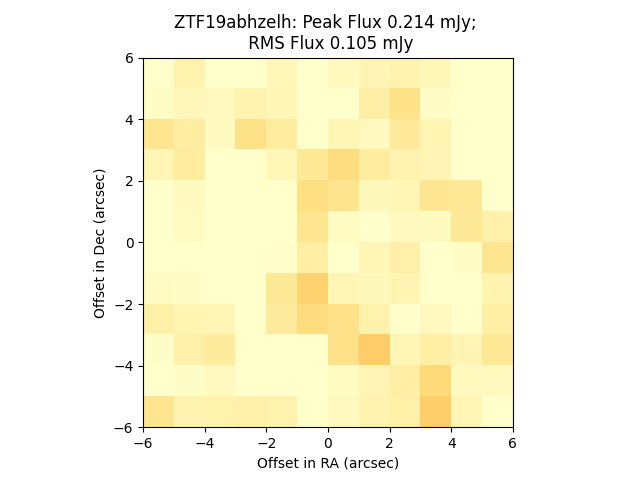 ZTF19abhzelh: Peak Flux 0.214 mJy;
RMS Flux 0.105 mJy
6
4
2
0
−2
−4
−6
Offset in Dec (arcsec)
−6 −4 −2 0 2 4 6
Offset in RA (arcsec)